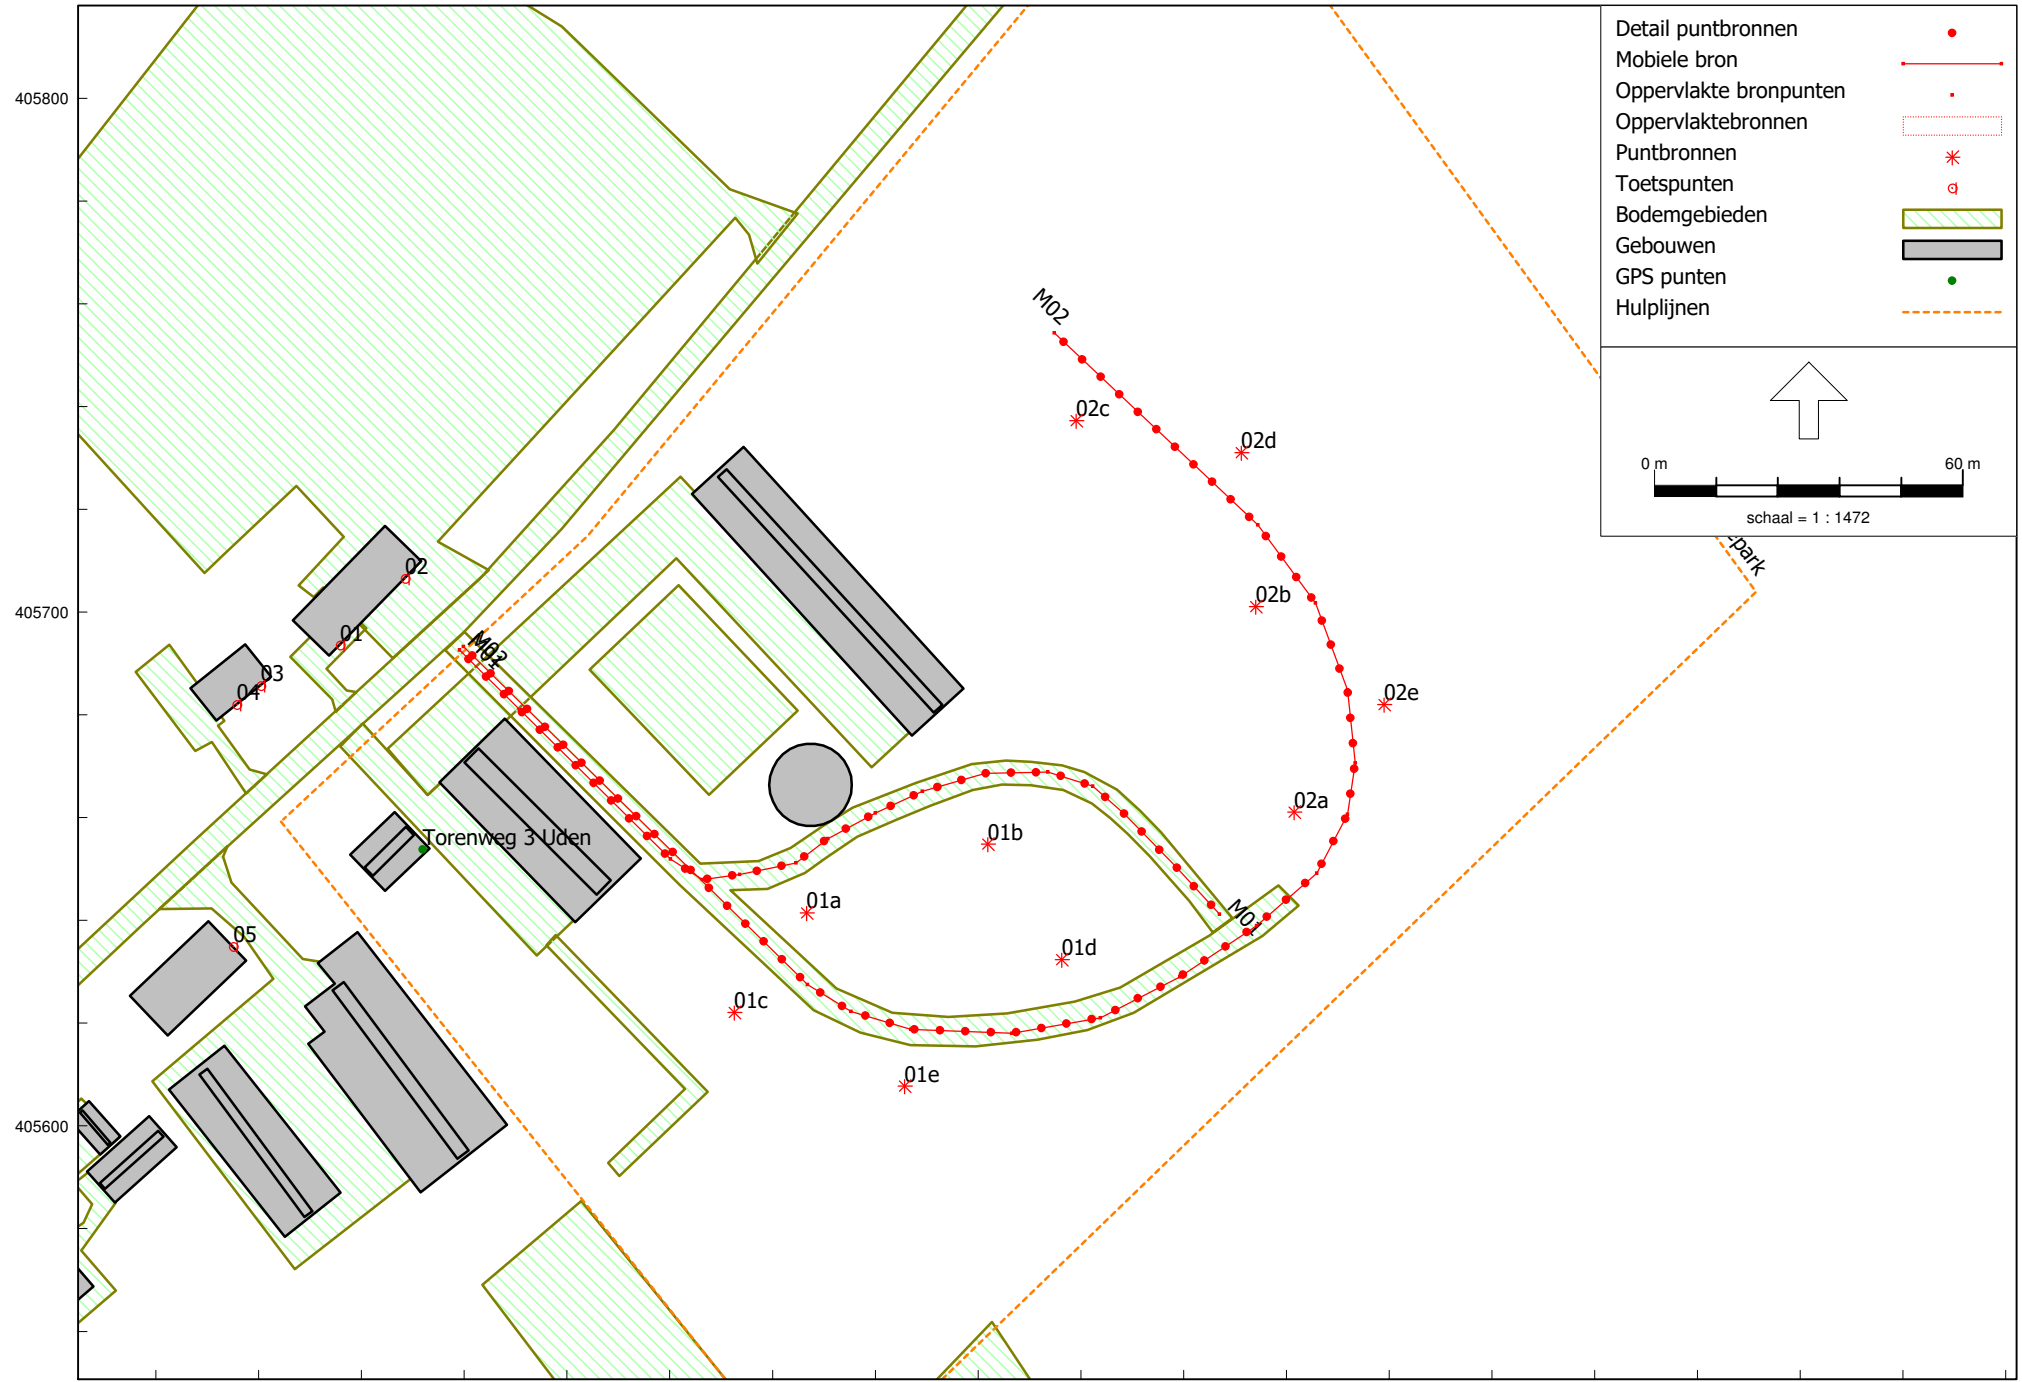 Detail puntbronnen
Mobiele bron
Oppervlakte bronpunten
Oppervlaktebronnen
Puntbronnen
Toetspunten
Bodemgebieden
Gebouwen
GPS punten
Hulplijnen
0 m 60 m
schaal = 1 : 1472
405800
405700
405600
M02
02c
02d
02b
02e
02a
02
01
03
04
M02
M01
Torenweg 3 Uden
01b
01a
M01
01d
05
01c
01e